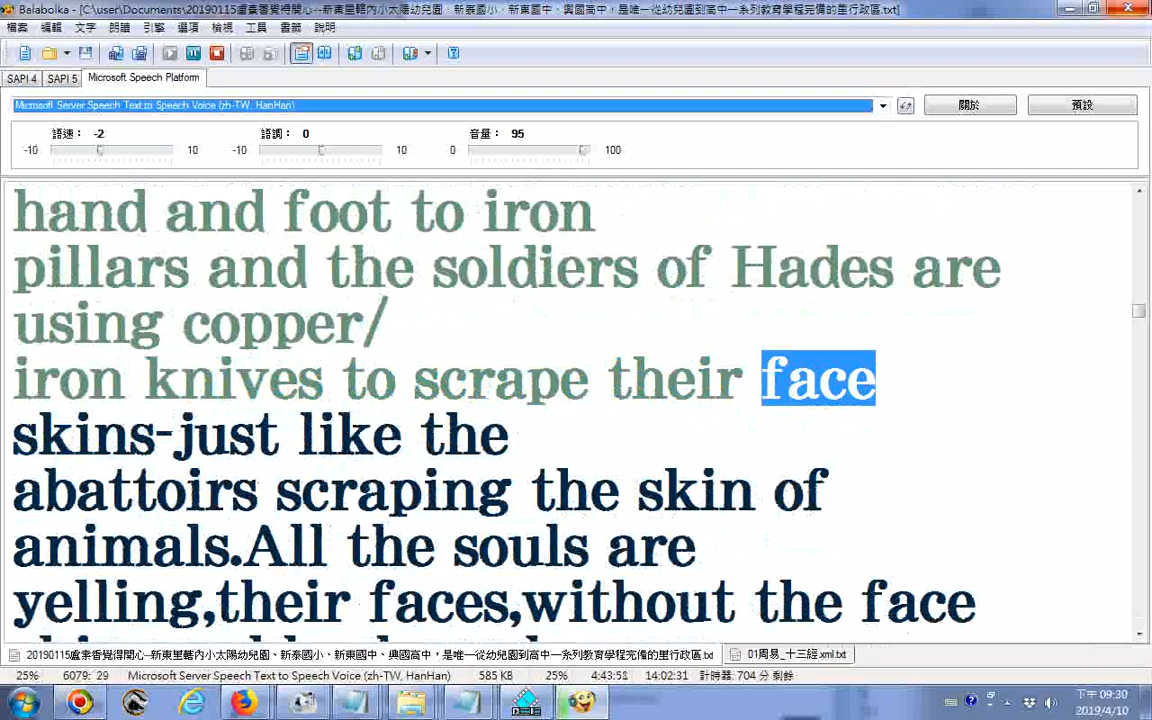 Balabolka - [C:\user\Documents\20190115盧素香覺得開心--新東里轄內小太陽幼兒園、新泰國小、新東國中、興國高中，是唯一從幼兒園到高中一系列教育學程完備的里行政區.txt]
檔案 編輯 文字 朗讀 引擎 選項 檢視 工具 書籤 說明
SAPI 4 SAPI 5 Microsoft Speech Platform
Microsoft Server Speech Text to Speech Voice (zh-TW, HanHan)
關於 預設
語速： -2 語調： 0 音量： 95
-10 10 -10 10 0 100
hand and foot to iron
pillars and the soldiers of Hades are
using copper/
iron knives to scrape their face
skins-just like the
abattoirs scraping the skin of
animals.All the souls are
yelling,their faces,without the face
20190115盧素香覺得開心--新東里轄內小太陽幼兒園、新泰國小、新東國中、興國高中，是唯一從幼兒園到高中一系列教育學程完備的里行政區.txt 01周易_十三經.xml.txt
25% 6079: 29 Microsoft Server Speech Text to Speech Voice (zh-TW, HanHan) 585 KB 25% 4:43:51 14:02:31 計時器: 704 分 剩餘
下午 09:30
2019/4/10